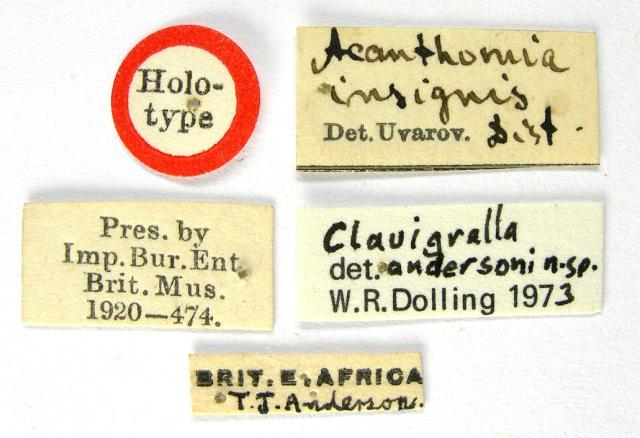 Holo-
type
Acanthomia
insignis
Det. Uvarov. Dist.
Pres. by
Imp. Bur. Ent.
Brit. Mus.
1920—474.
Clavigralla
det. andersoni n.sp.
W.R. Dolling 1973
BRIT. E. AFRICA
T.J. Anderson.